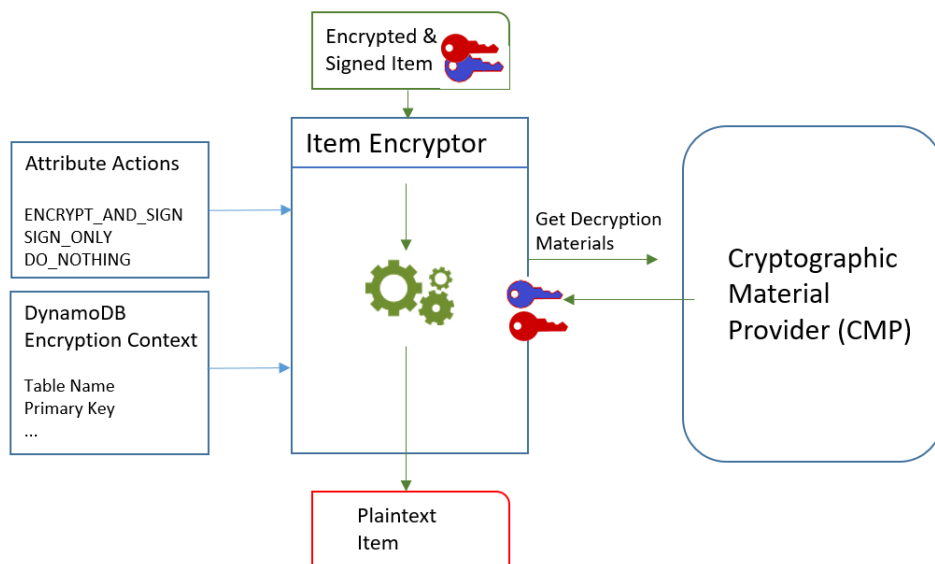 Encrypted &
Signed Item
Item Encryptor
Attribute Actions
ENCRYPT_AND_SIGN
SIGN_ONLY
DO_NOTHING
Get Decryption
Materials
Cryptographic
Material
Provider (CMP)
DynamoDB
Encryption Context
Table Name
Primary Key
...
Plaintext
Item